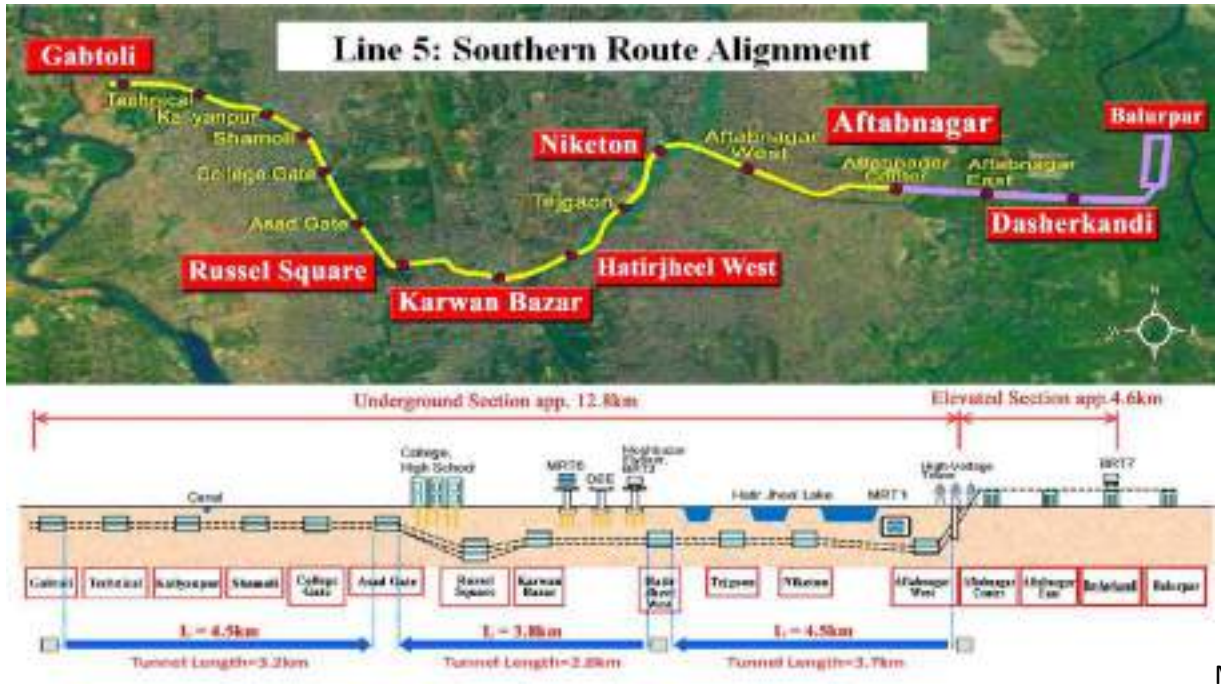 Line 5: Southern Route Alignment
Gabtoli
Technical
Kallyanpur
Shamoli
College Gate
Asad Gate
Russel Square
Karwan Bazar
Hatirjheel West
Tejgaon
Niketon
Aftabnagar
West
Aftabnagar
Aftabnagar
Center
Aftabnagar
East
Dasherkandi
Balurpar
N
W
E
S
Underground Section app. 12.8km
Elevated Section app.4.6km
College,
High School
MRT6
Flyover,
High-Voltage
Tower
BRT7
Canal
Hatir Jheel Lake
MRT1
Gabtoli
Technical
Kallyanpur
Shamoli
College
Gate
Asad Gate
Russel
Square
Karwan
Bazar
Hatir
Jheel
West
Tejgaon
Niketon
Aftabnagar
West
Aftabnagar
Center
Aftabnagar
East
Dasherkandi
Balurpar
L = 4.5km
L = 3.8km
L = 4.5km
Tunnel Length=3.2km
Tunnel Length=2.8km
Tunnel Length=3.7km